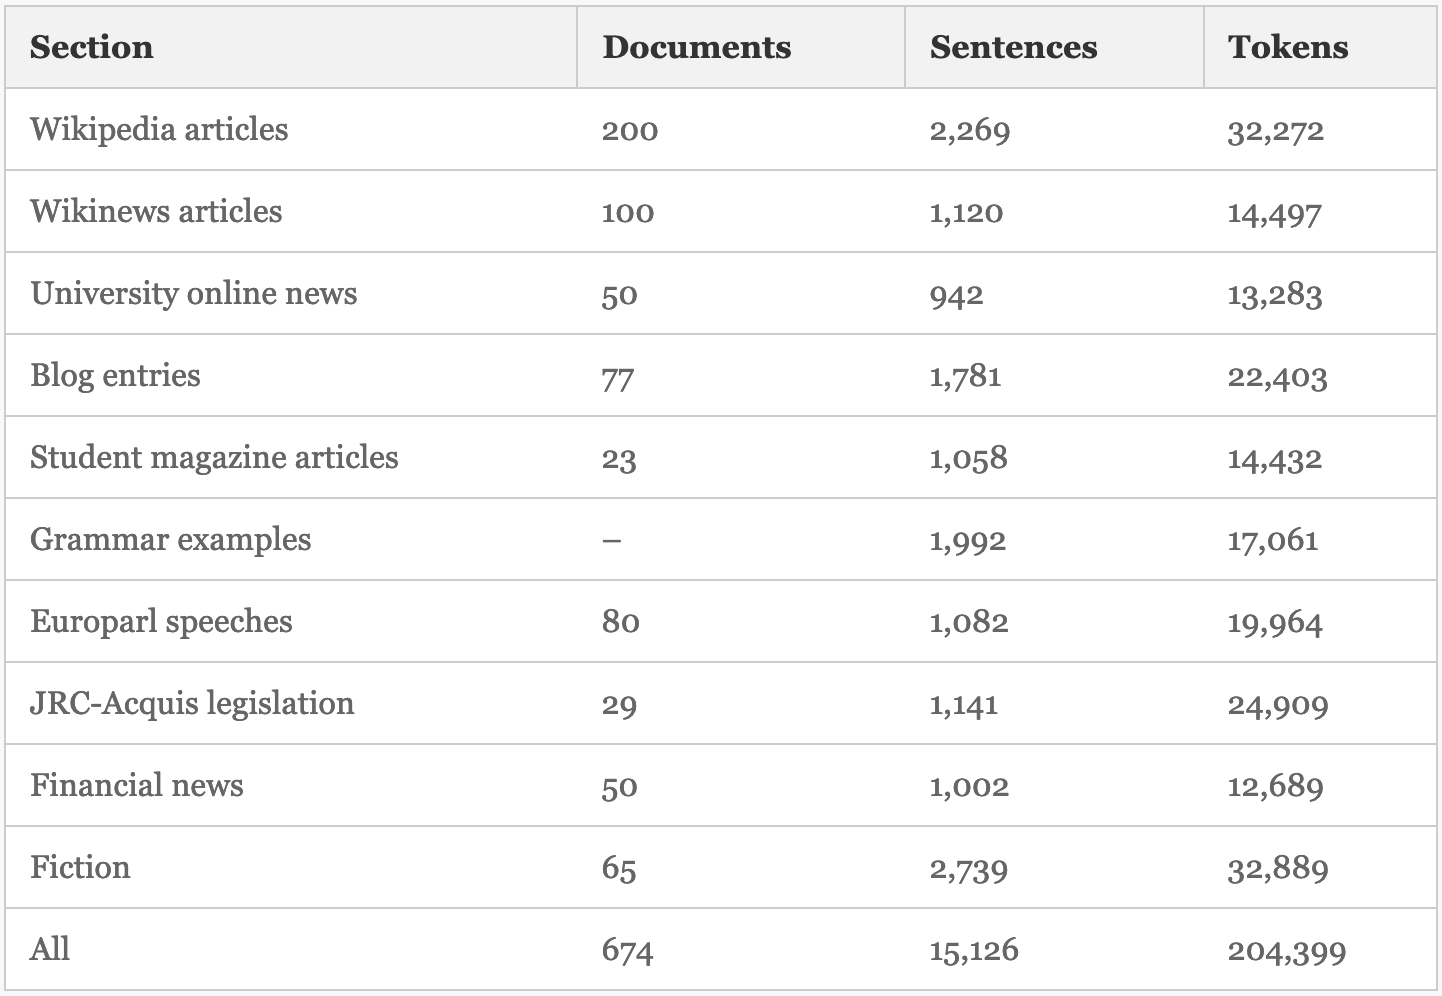 Section Documents Sentences Tokens
Wikipedia articles 200 2,269 32,272
Wikinews articles 100 1,120 14,497
University online news 50 942 13,283
Blog entries 77 1,781 22,403
Student magazine articles 23 1,058 14,432
Grammar examples – 1,992 17,061
Europarl speeches 80 1,082 19,964
JRC-Acquis legislation 29 1,141 24,909
Financial news 50 1,002 12,689
Fiction 65 2,739 32,889
All 674 15,126 204,399